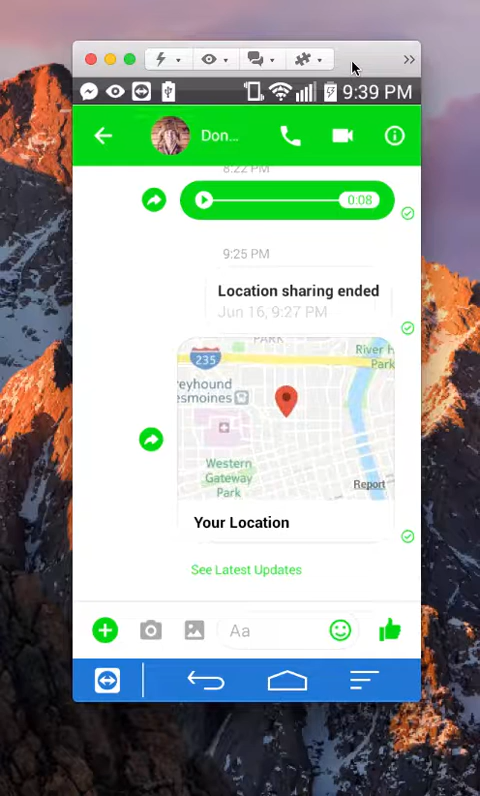 9:39 PM
Don...
8:22 PM
0:08
9:25 PM
Location sharing ended
Jun 16, 9:27 PM
PARK
235
River H
Park
reyhound
esmoines
Western
Gateway
Park
Report
Your Location
See Latest Updates
Aa